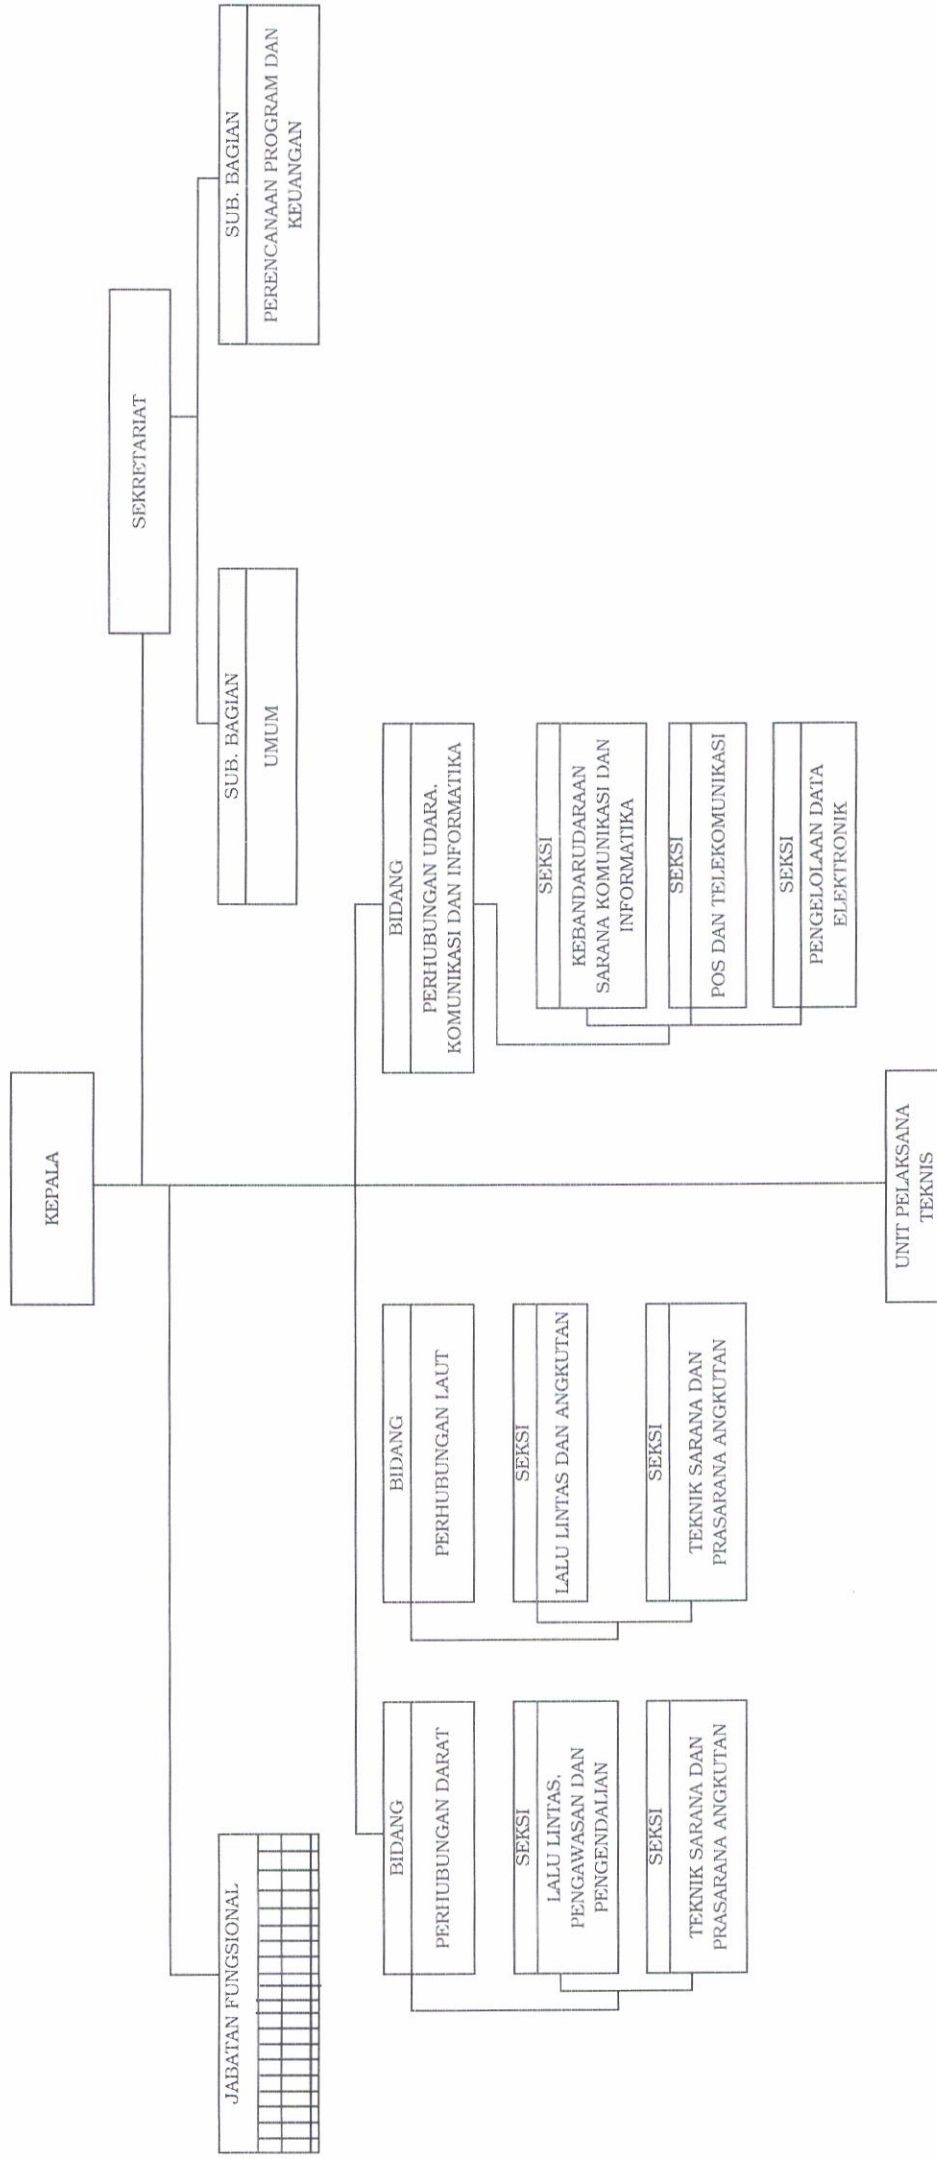 KEPALA
SEKRETARIAT
JABATAN FUNGSIONAL
SUB. BAGIAN
UMUM
SUB. BAGIAN
PERENCANAAN PROGRAM DAN
KEUANGAN
BIDANG
PERHUBUNGAN DARAT
SEKSI
LALU LINTAS,
PENGAWASAN DAN
PENGENDALIAN
SEKSI
TEKNIK SARANA DAN
PRASARANA ANGKUTAN
BIDANG
PERHUBUNGAN LAUT
SEKSI
LALU LINTAS DAN ANGKUTAN
SEKSI
TEKNIK SARANA DAN
PRASARANA ANGKUTAN
BIDANG
PERHUBUNGAN UDARA,
KOMUNIKASI DAN INFORMATIKA
SEKSI
KEBANDARUDARAAN
SARANA KOMUNIKASI DAN
INFORMATIKA
SEKSI
POS DAN TELEKOMUNIKASI
SEKSI
PENGELOLAAN DATA
ELEKTRONIK
UNIT PELAKSANA
TEKNIS